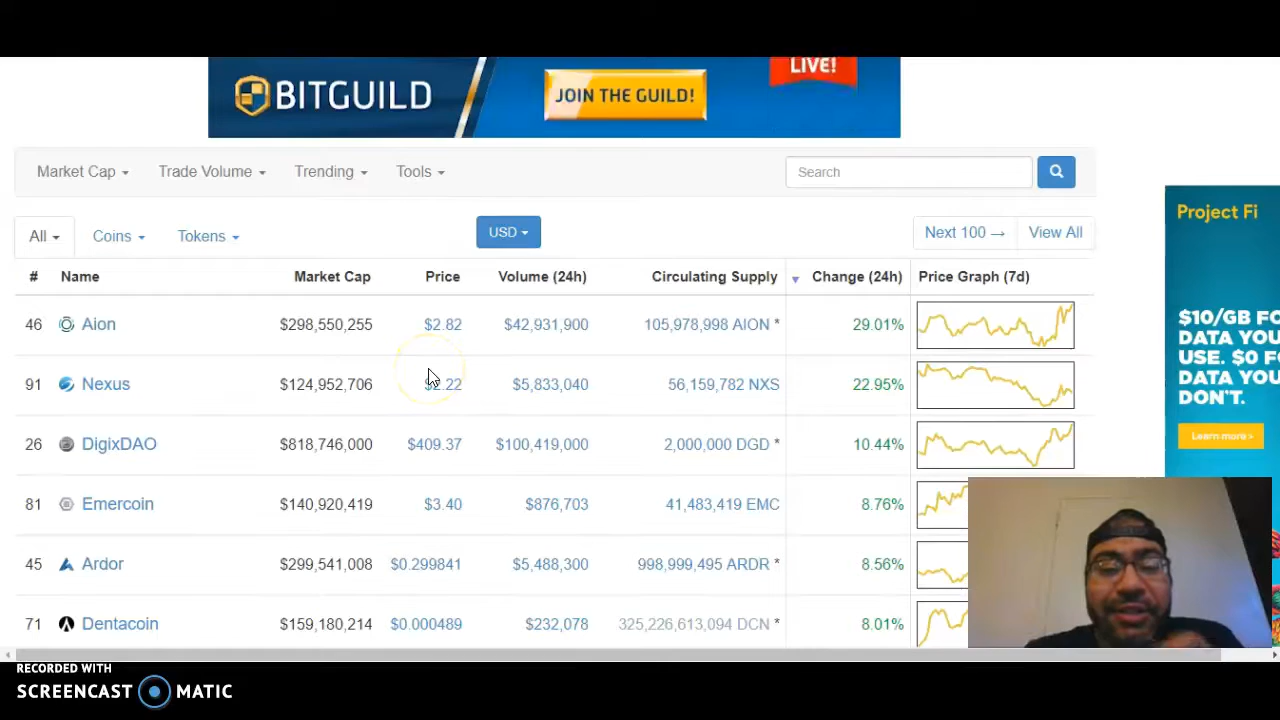 LIVE!
BITGUILD
JOIN THE GUILD!
Market Cap Trade Volume Trending Tools Search
All Coins Tokens USD Next 100 → View All
# Name Market Cap Price Volume (24h) Circulating Supply Change (24h) Price Graph (7d)
46 Aion $298,550,255 $2.82 $42,931,900 105,978,998 AION * 29.01%
91 Nexus $124,952,706 $2.22 $5,833,040 56,159,782 NXS 22.95%
26 DigixDAO $818,746,000 $409.37 $100,419,000 2,000,000 DGD * 10.44%
81 Emercoin $140,920,419 $3.40 $876,703 41,483,419 EMC 8.76%
45 Ardor $299,541,008 $0.299841 $5,488,300 998,999,495 ARDR * 8.56%
71 Dentacoin $159,180,214 $0.000489 $232,078 325,226,613,094 DCN * 8.01%
Project Fi
$10/GB FO
DATA YOU
USE. $0 F
DATA YOU
DON'T.
Learn more >
RECORDED WITH
SCREENCAST MATIC